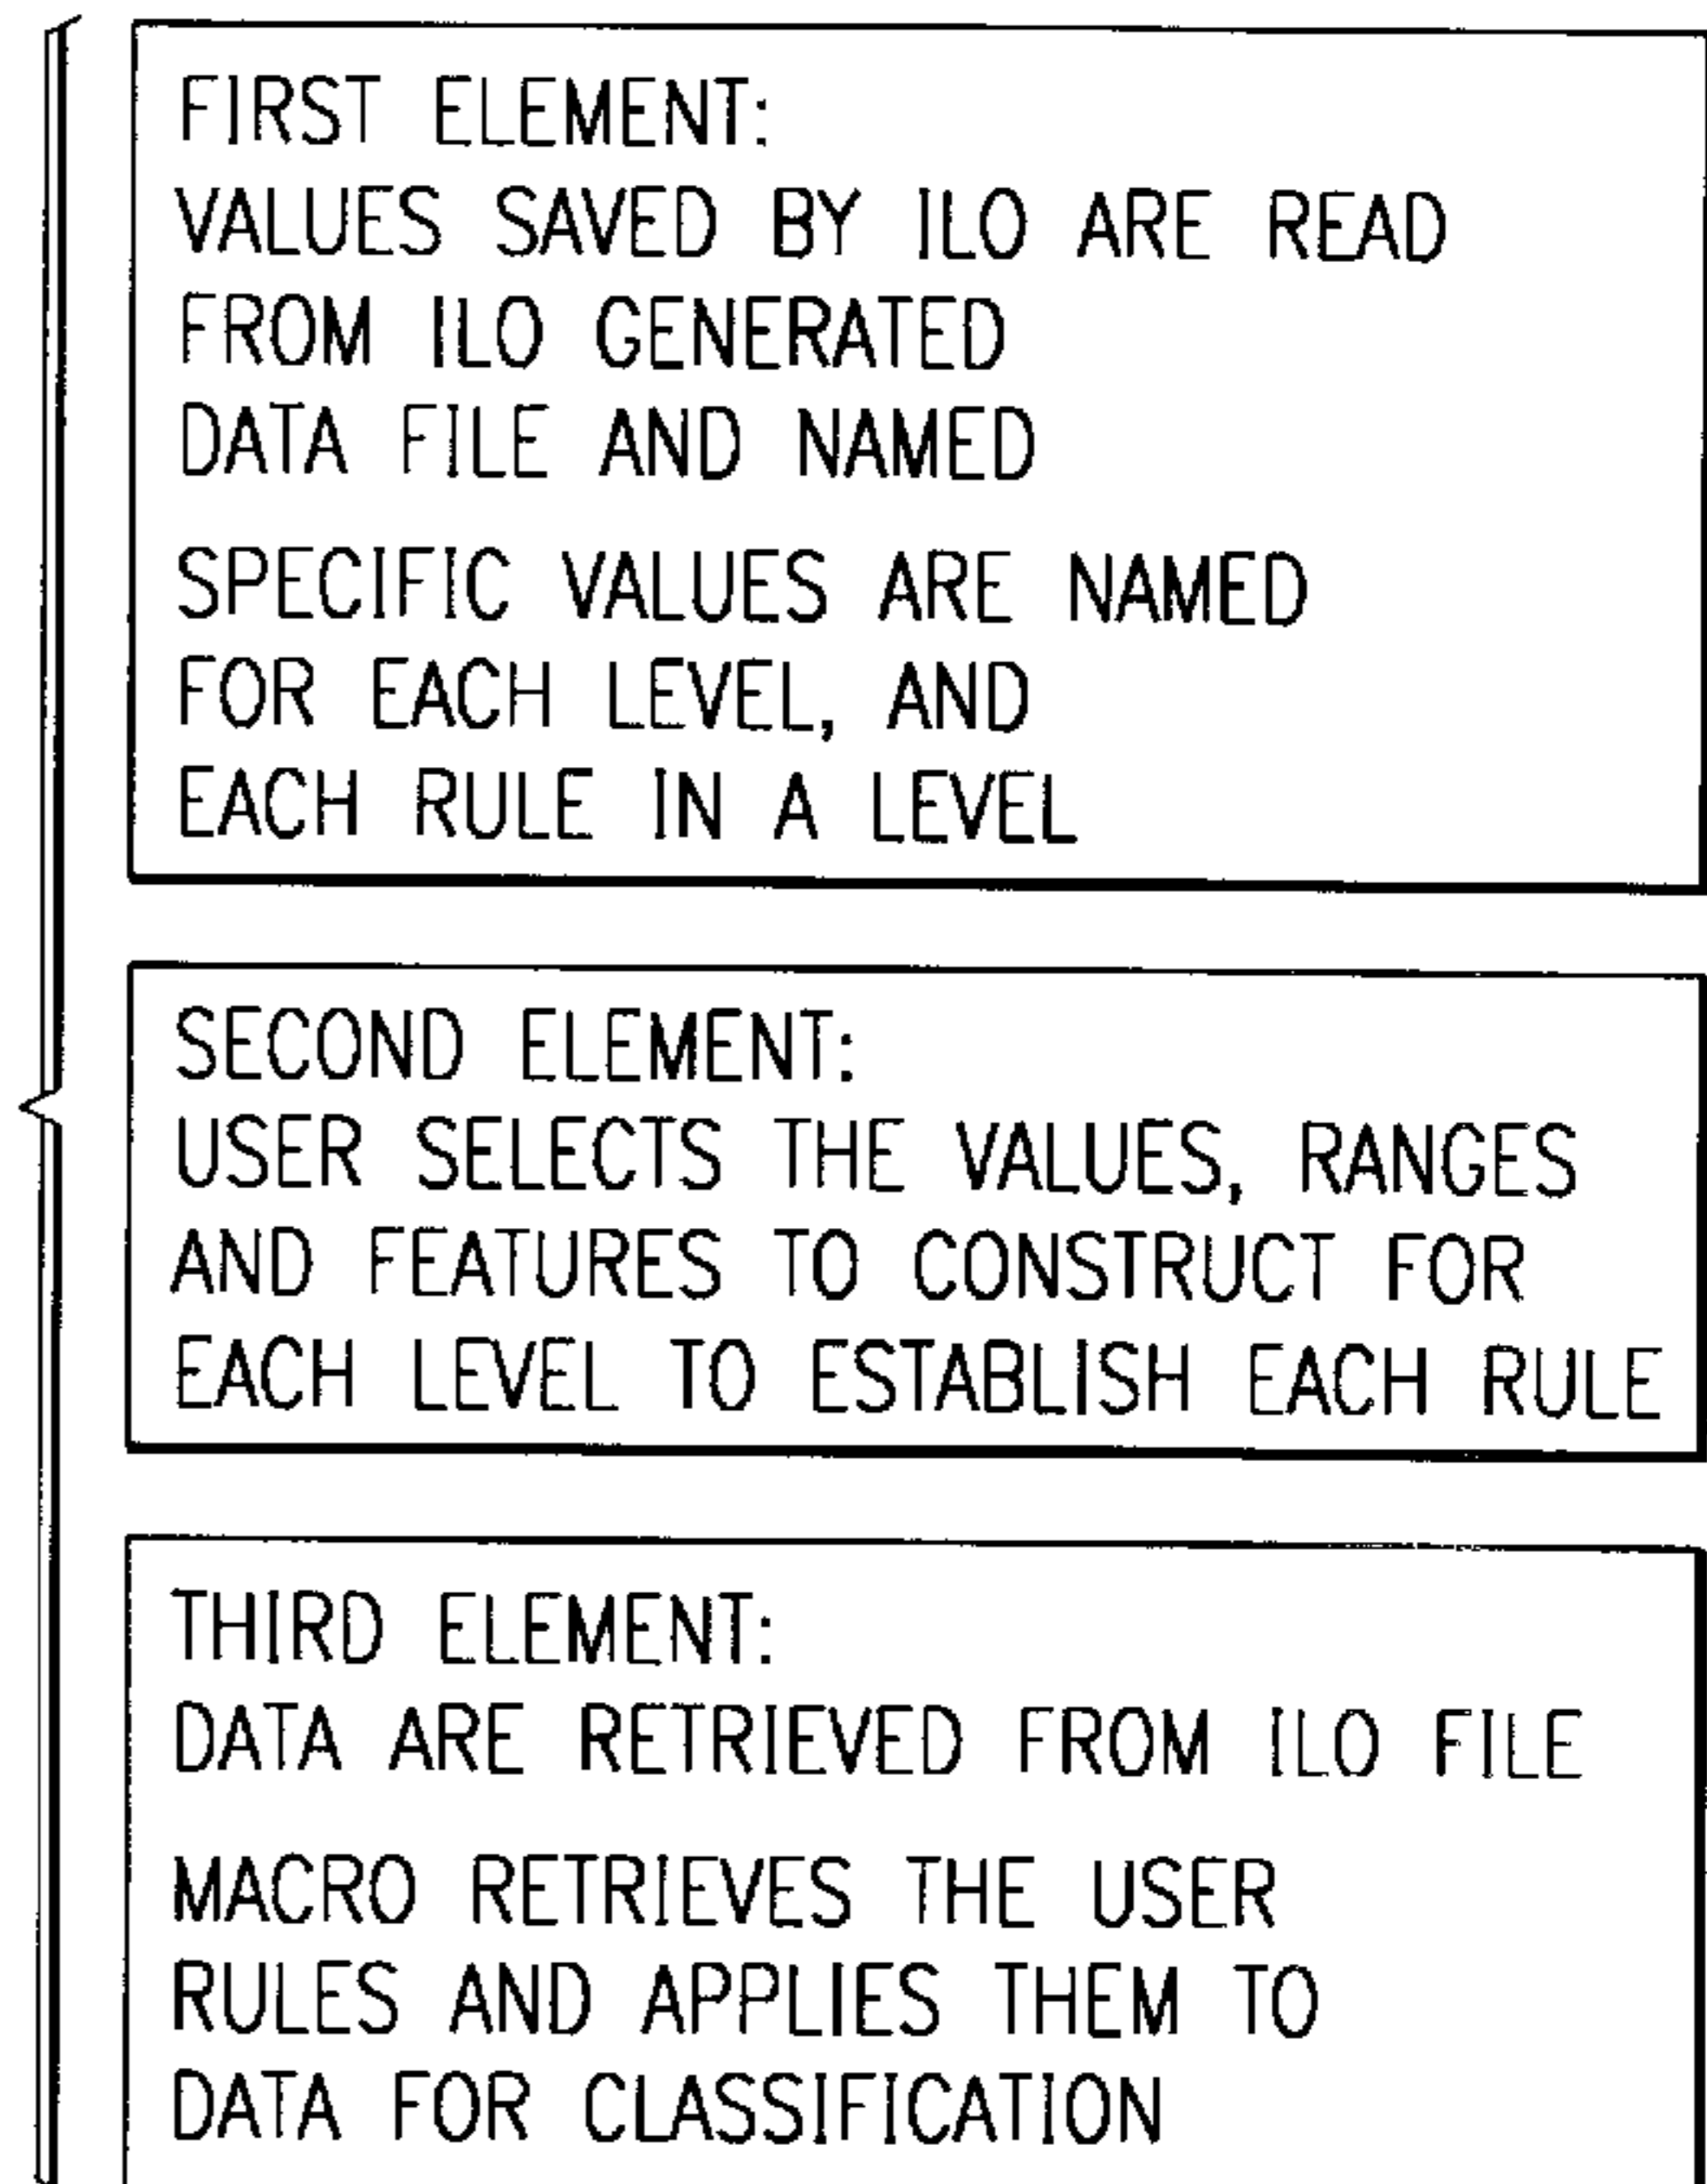 FIRST ELEMENT:
VALUES SAVED BY ILO ARE READ
FROM ILO GENERATED
DATA FILE AND NAMED
SPECIFIC VALUES ARE NAMED
FOR EACH LEVEL, AND
EACH RULE IN A LEVEL
SECOND ELEMENT:
USER SELECTS THE VALUES, RANGES
AND FEATURES TO CONSTRUCT FOR
EACH LEVEL TO ESTABLISH EACH RULE
THIRD ELEMENT:
DATA ARE RETRIEVED FROM ILO FILE
MACRO RETRIEVES THE USER
RULES AND APPLIES THEM TO
DATA FOR CLASSIFICATION